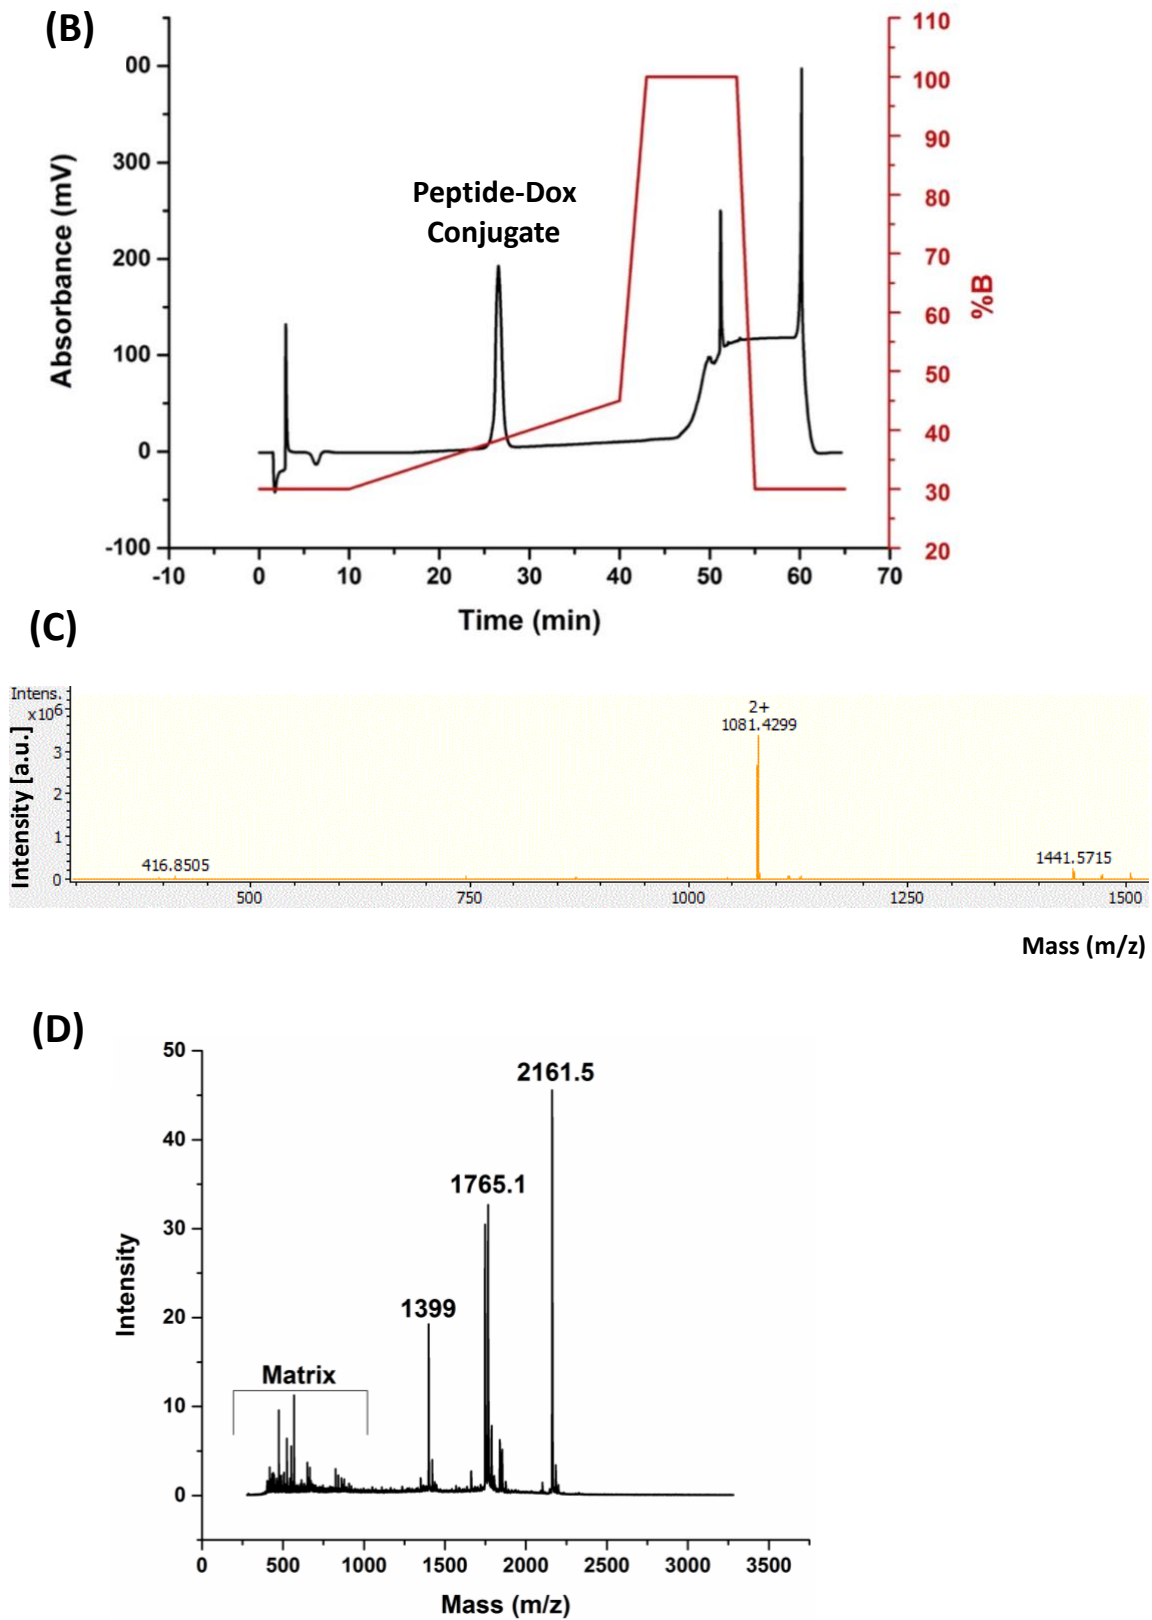 (B)
Absorbance (mV)
00
300
200
100
0
-100
Peptide-Dox
Conjugate
110
100
90
80
70
60
50
40
30
20
%B
-10 0 10 20 30 40 50 60 70
Time (min)
(C)
Intens.
x10⁶
Intensity [a.u.]
3
2
1
0
2+
1081.4299
416.8505
1441.5715
500 750 1000 1250 1500
Mass (m/z)
(D)
Intensity
50
40
30
20
10
0
2161.5
1765.1
1399
Matrix
0 500 1000 1500 2000 2500 3000 3500
Mass (m/z)